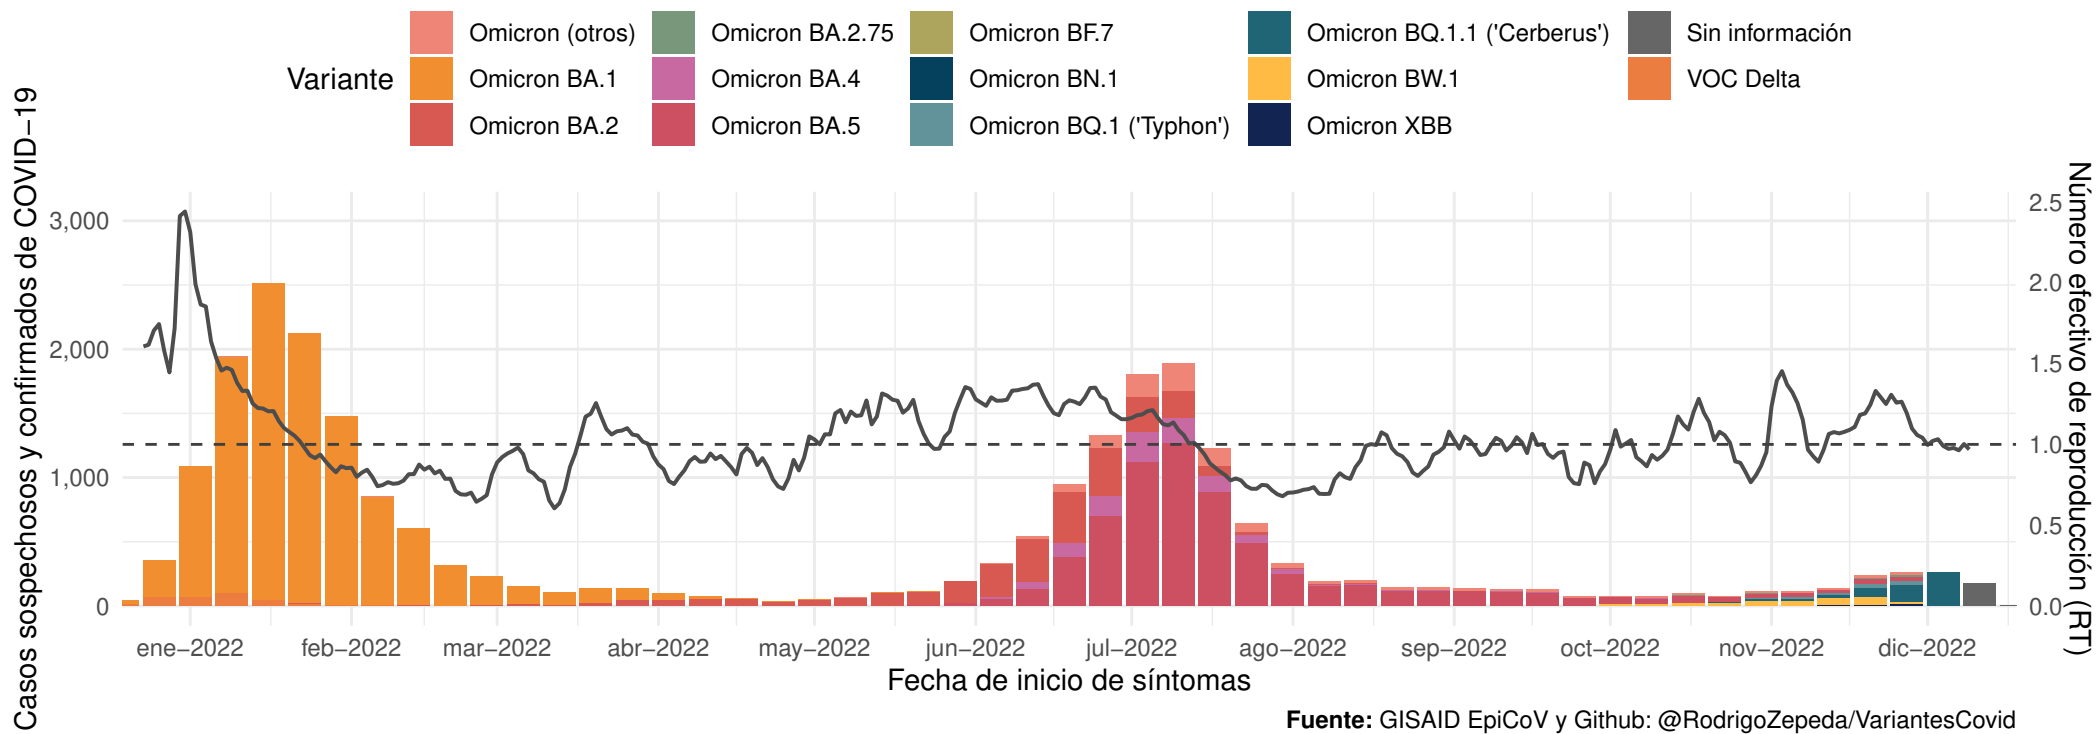 Variante
Omicron (otros)
Omicron BA.1
Omicron BA.2
Omicron BA.2.75
Omicron BA.4
Omicron BA.5
Omicron BF.7
Omicron BN.1
Omicron BQ.1 ('Typhon')
Omicron BQ.1.1 ('Cerberus')
Omicron BW.1
Omicron XBB
Sin información
VOC Delta
Casos sospechosos y confirmados de COVID−19
3,000
2,000
1,000
0
2.5
2.0
1.5
1.0
0.5
0.0
Número efectivo de reproducción (RT)
ene−2022 feb−2022 mar−2022 abr−2022 may−2022 jun−2022 jul−2022 ago−2022 sep−2022 oct−2022 nov−2022 dic−2022
Fecha de inicio de síntomas
Fuente: GISAID EpiCoV y Github: @RodrigoZepeda/VariantesCovid